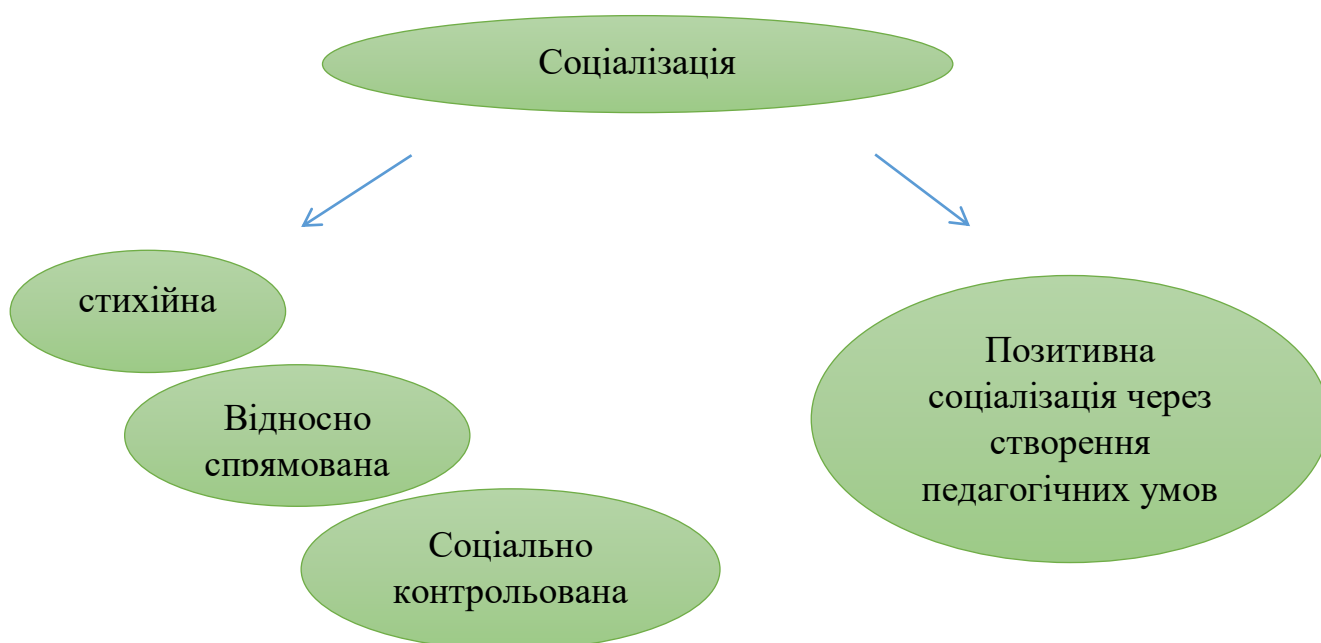 Соціалізація
стихійна
Відносно
спрямована
Соціально
контрольована
Позитивна
соціалізація через
створення
педагогічних умов